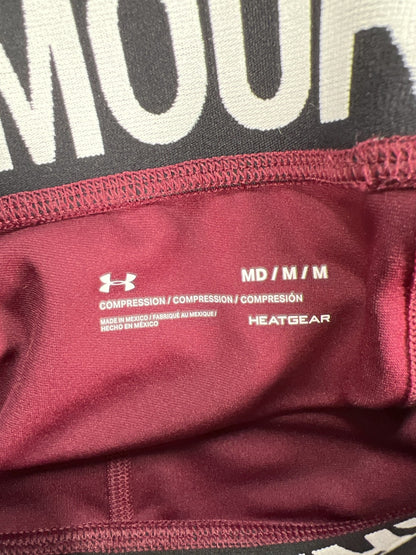 MOUR
MD / M / M
COMPRESSION / COMPRESSION / COMPRESIÓN
MADE IN MEXICO / FABRIQUÉ AU MEXIQUE /
HECHO EN MÉXICO
HEATGEAR